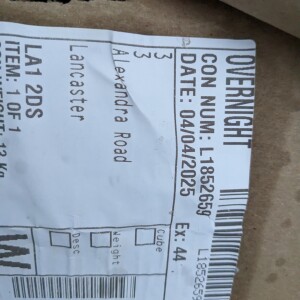 OVERNIGHT
CON NUM: L1852659
L1852659
DATE: 04/04/2025
Ex: 44
3
3
Alexandra Road
Lancaster
Cube
Weight
Desc
LA1 2DS
ITEM: 1 OF 1
W